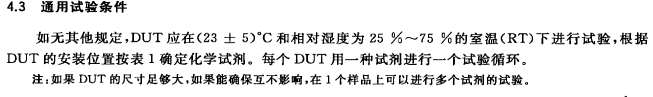 4.3 通用试验条件
如无其他规定,DUT应在(23 ± 5)℃和相对湿度为25 %～75 %的室温(RT)下进行试验,根据
DUT的安装位置按表1确定化学试剂。每个DUT用一种试剂进行一个试验循环。
注:如果DUT的尺寸足够大,如果能确保互不影响,在1个样品上可以进行多个试剂的试验。